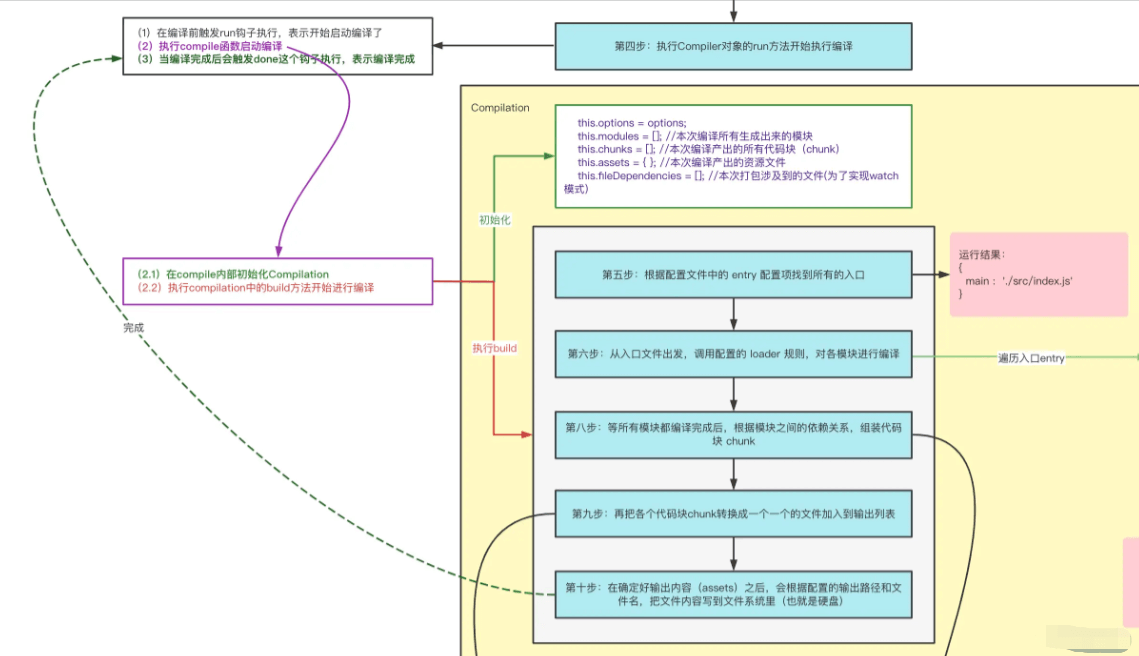 （1）在编译前触发run钩子执行，表示开始启动编译了
（2）执行compile函数启动编译
（3）当编译完成后会触发done这个钩子执行，表示编译完成
第四步：执行Compiler对象的run方法开始执行编译
Compilation
this.options = options;
this.modules = []; //本次编译所有生成出来的模块
this.chunks = []; //本次编译产出的所有代码块（chunk）
this.assets = { }; //本次编译产出的资源文件
this.fileDependencies = []; //本次打包涉及到的文件(为了实现watch
模式)
初始化
（2.1）在compile内部初始化Compilation
（2.2）执行compilation中的build方法开始进行编译
第五步：根据配置文件中的 entry 配置项找到所有的入口
运行结果：
{
main： './src/index.js'
}
完成
执行build
第六步：从入口文件出发，调用配置的 loader 规则，对各模块进行编译
遍历入口entry
第八步：等所有模块都编译完成后，根据模块之间的依赖关系，组装代码
块 chunk
第九步：再把各个代码块chunk转换成一个一个的文件加入到输出列表
第十步：在确定好输出内容（assets）之后，会根据配置的输出路径和文
件名，把文件内容写到文件系统里（也就是硬盘）